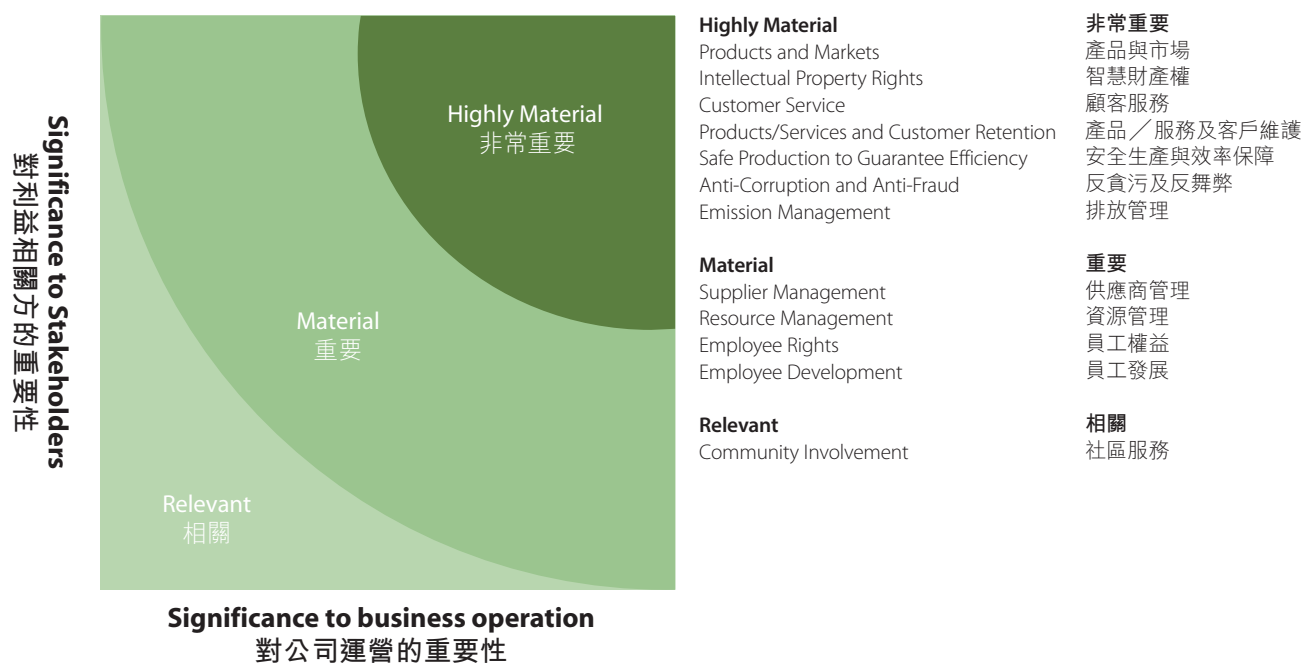 Significance to Stakeholders
對利益相關方的重要性
Highly Material
非常重要
Material
重要
Relevant
相關
Significance to business operation
對公司運營的重要性
Highly Material 非常重要
Products and Markets 產品與市場
Intellectual Property Rights 智慧財產權
Customer Service 顧客服務
Products/Services and Customer Retention 產品／服務及客戶維護
Safe Production to Guarantee Efficiency 安全生產與效率保障
Anti-Corruption and Anti-Fraud 反貪污及反舞弊
Emission Management 排放管理
Material 重要
Supplier Management 供應商管理
Resource Management 資源管理
Employee Rights 員工權益
Employee Development 員工發展
Relevant 相關
Community Involvement 社區服務